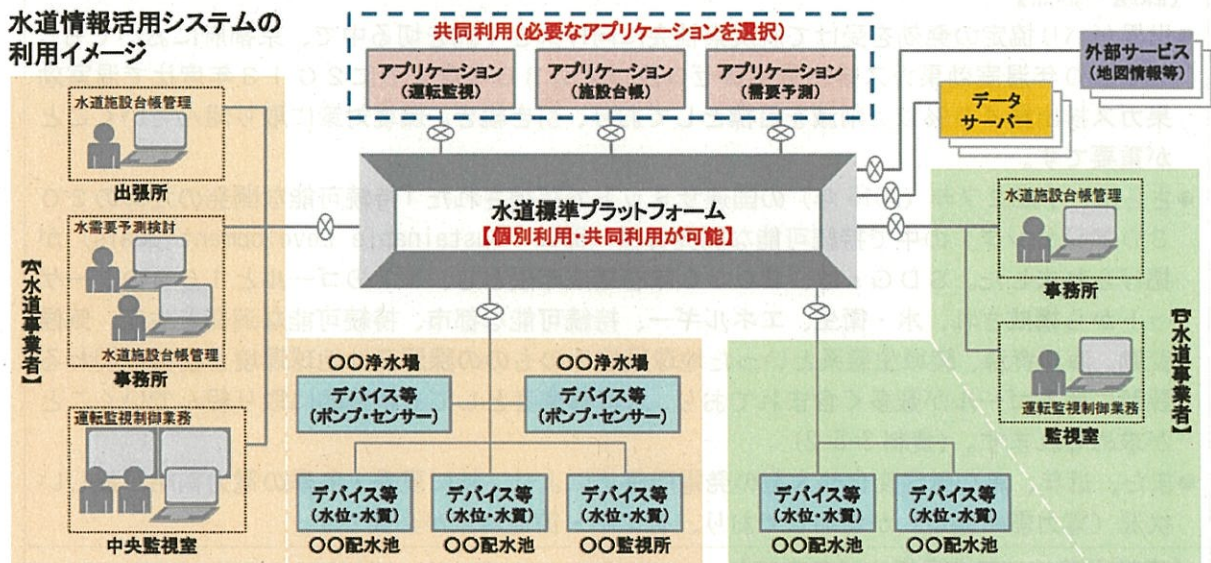 水道情報活用システムの
利用イメージ
共同利用(必要なアプリケーションを選択)
アプリケーション
(運転監視)
アプリケーション
(施設台帳)
アプリケーション
(需要予測)
外部サービス
(地図情報等)
データ
サーバー
水道標準プラットフォーム
【個別利用・共同利用が可能】
【A水道事業者】
水道施設台帳管理
出張所
水需要予測検討
水道施設台帳管理
事務所
運転監視制御業務
中央監視室
〇〇浄水場
デバイス等
(ポンプ・センサー)
〇〇浄水場
デバイス等
(ポンプ・センサー)
デバイス等
(水位・水質)
〇〇配水池
デバイス等
(水位・水質)
〇〇配水池
デバイス等
(水位・水質)
〇〇監視所
デバイス等
(水位・水質)
〇〇配水池
デバイス等
(水位・水質)
〇〇配水池
水道施設台帳管理
事務所
運転監視制御業務
監視室
【B水道事業者】